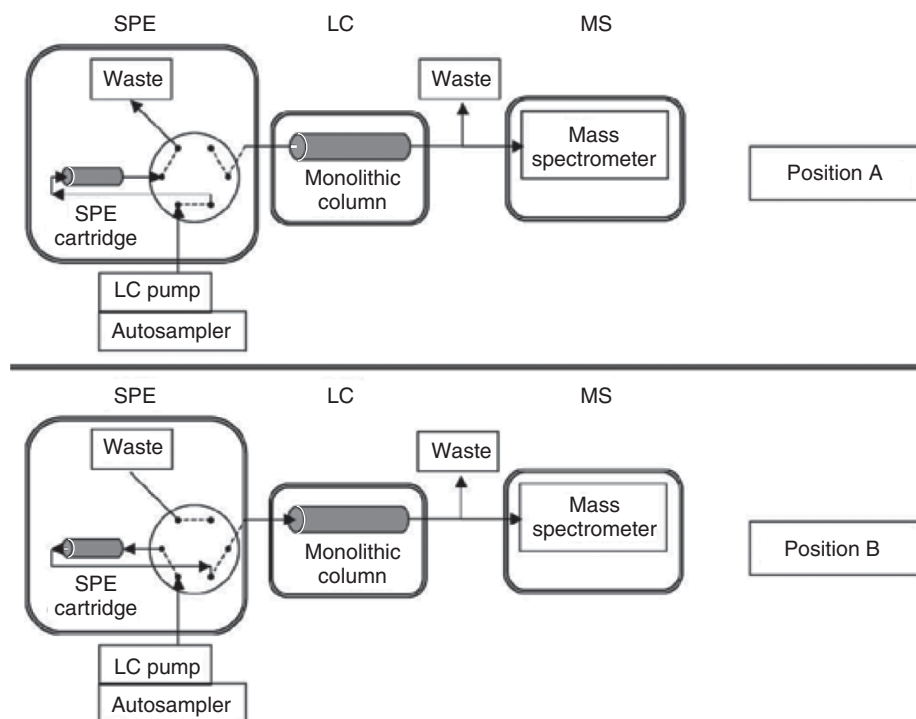 SPE LC MS
Waste
Waste
Mass
spectrometer
Position A
Monolithic
column
SPE
cartridge
LC pump
Autosampler
SPE LC MS
Waste
Waste
Mass
spectrometer
Position B
Monolithic
column
SPE
cartridge
LC pump
Autosampler